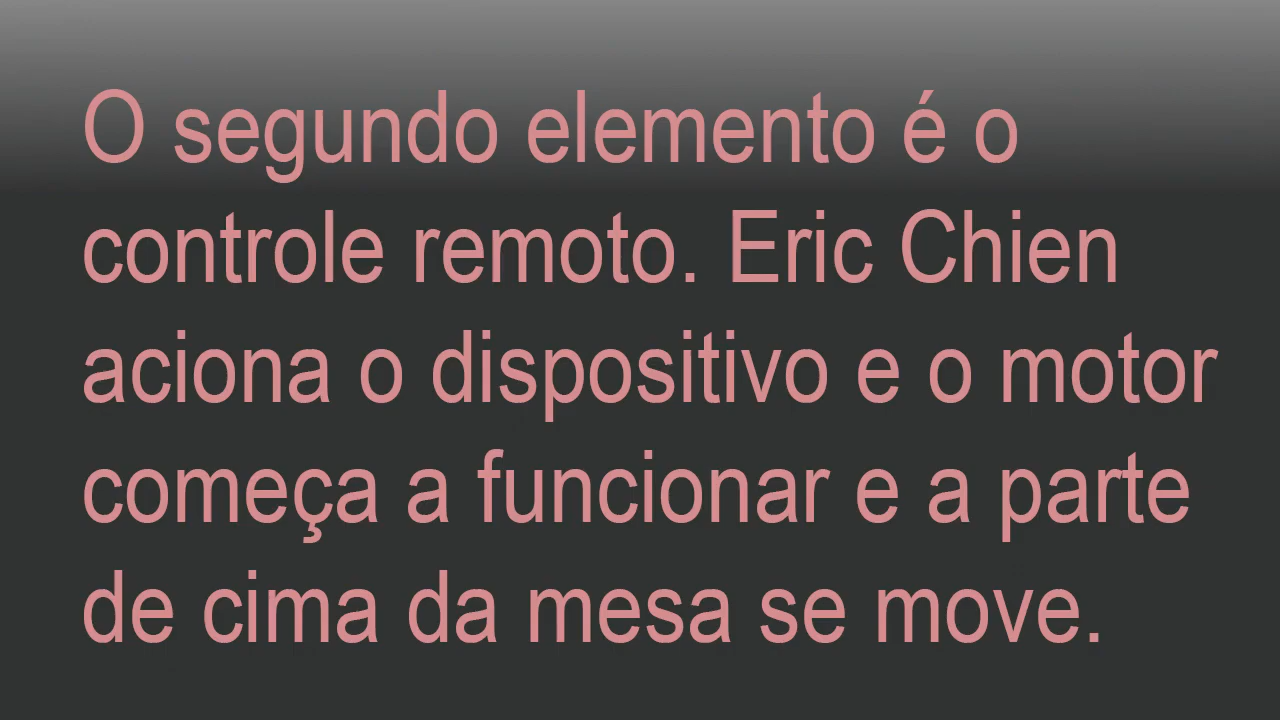 O segundo elemento é o
controle remoto. Eric Chien
aciona o dispositivo e o motor
começa a funcionar e a parte
de cima da mesa se move.